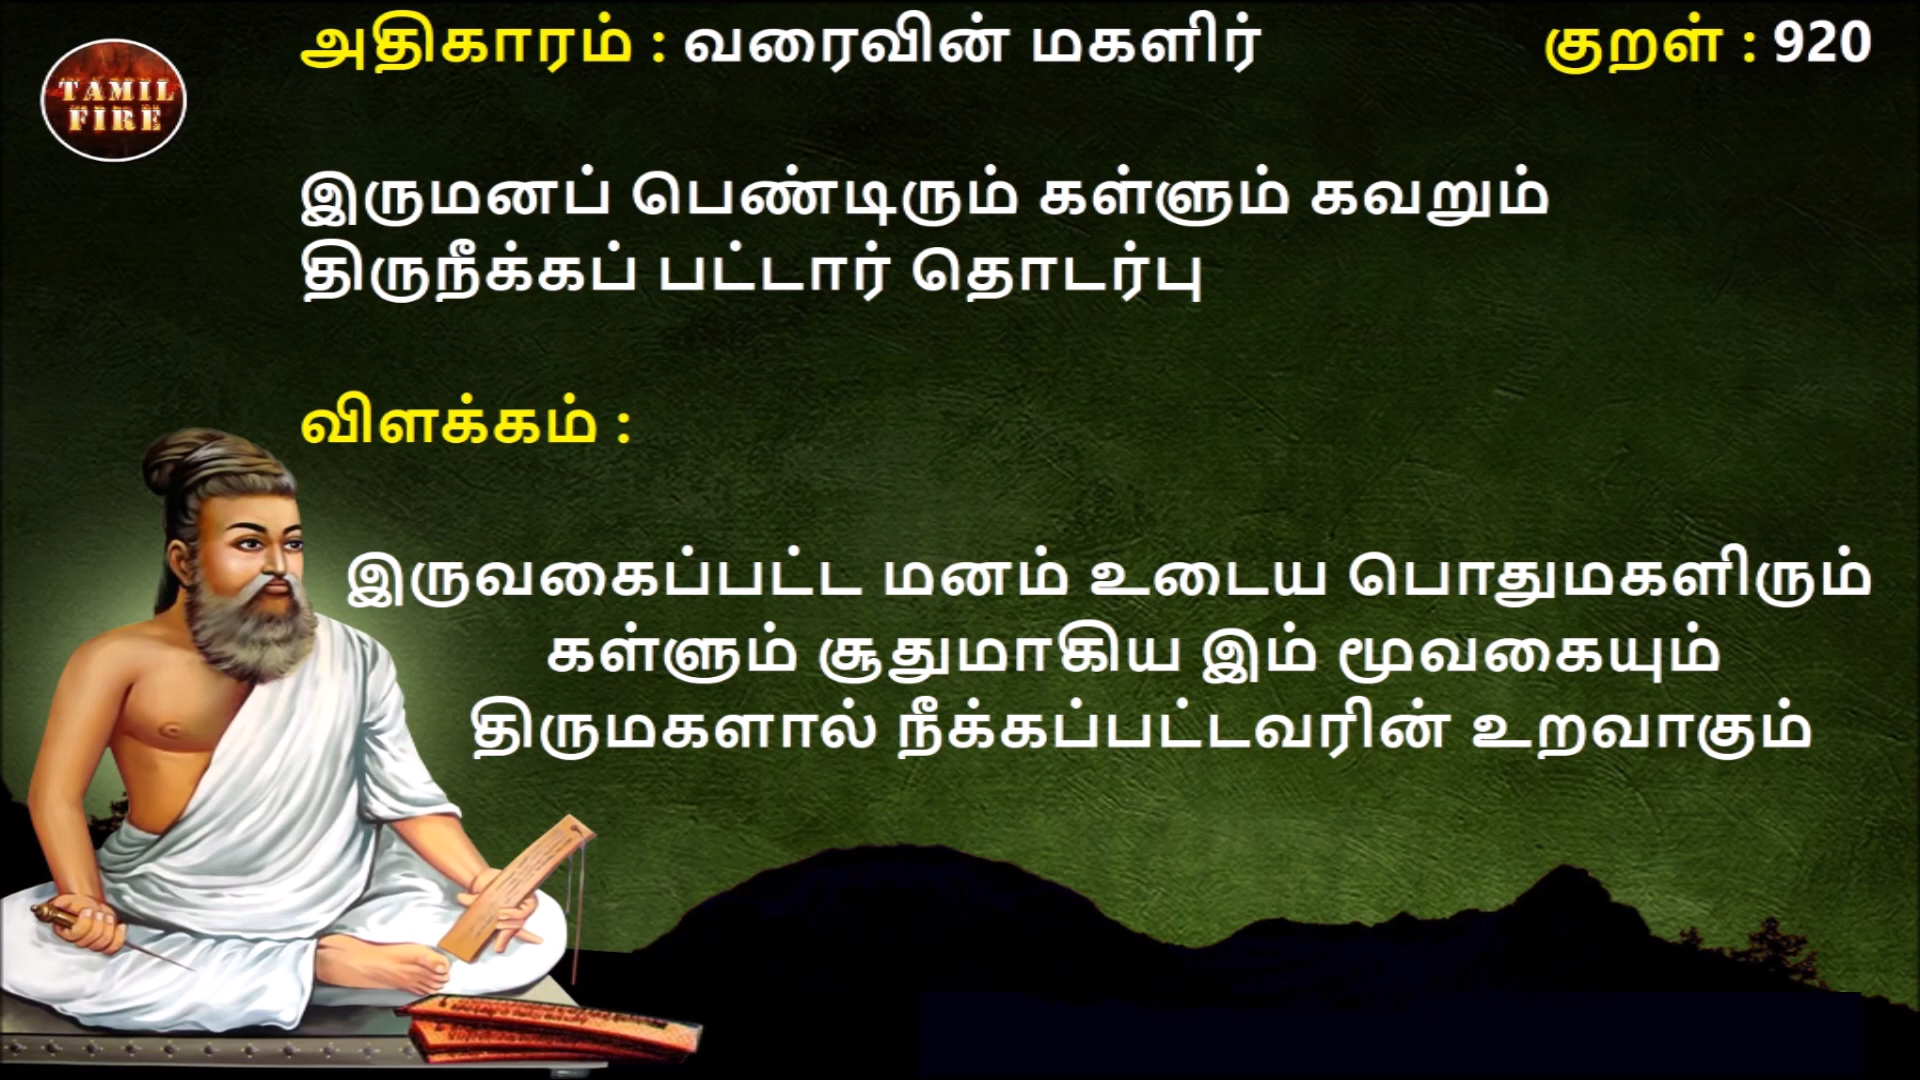 அதிகாரம் : வரைவின் மகளிர் குறள் : 920
TAMIL
FIRE
இருமனப் பெண்டிரும் கள்ளும் கவறும்
திருநீக்கப் பட்டார் தொடர்பு
விளக்கம் :
இருவகைப்பட்ட மனம் உடைய பொதுமகளிரும்
கள்ளும் சூதுமாகிய இம் மூவகையும்
திருமகளால் நீக்கப்பட்டவரின் உறவாகும்